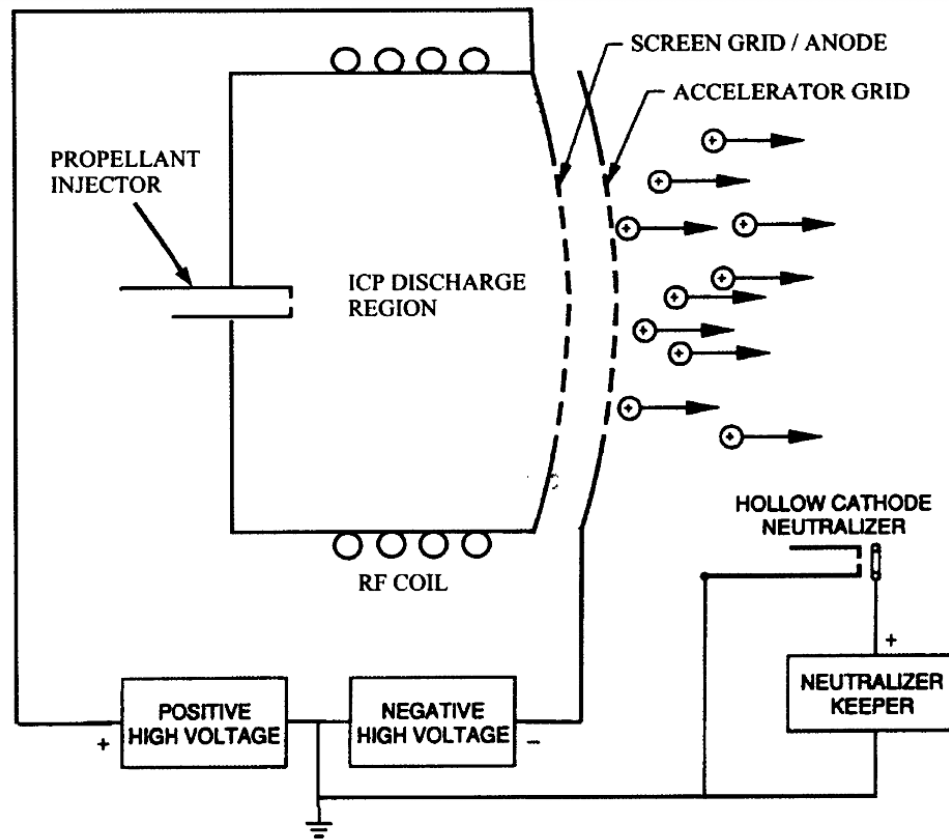 SCREEN GRID / ANODE
ACCELERATOR GRID
PROPELLANT
INJECTOR
ICP DISCHARGE
REGION
HOLLOW CATHODE
NEUTRALIZER
RF COIL
+
POSITIVE
HIGH VOLTAGE
NEGATIVE
HIGH VOLTAGE
-
+
NEUTRALIZER
KEEPER